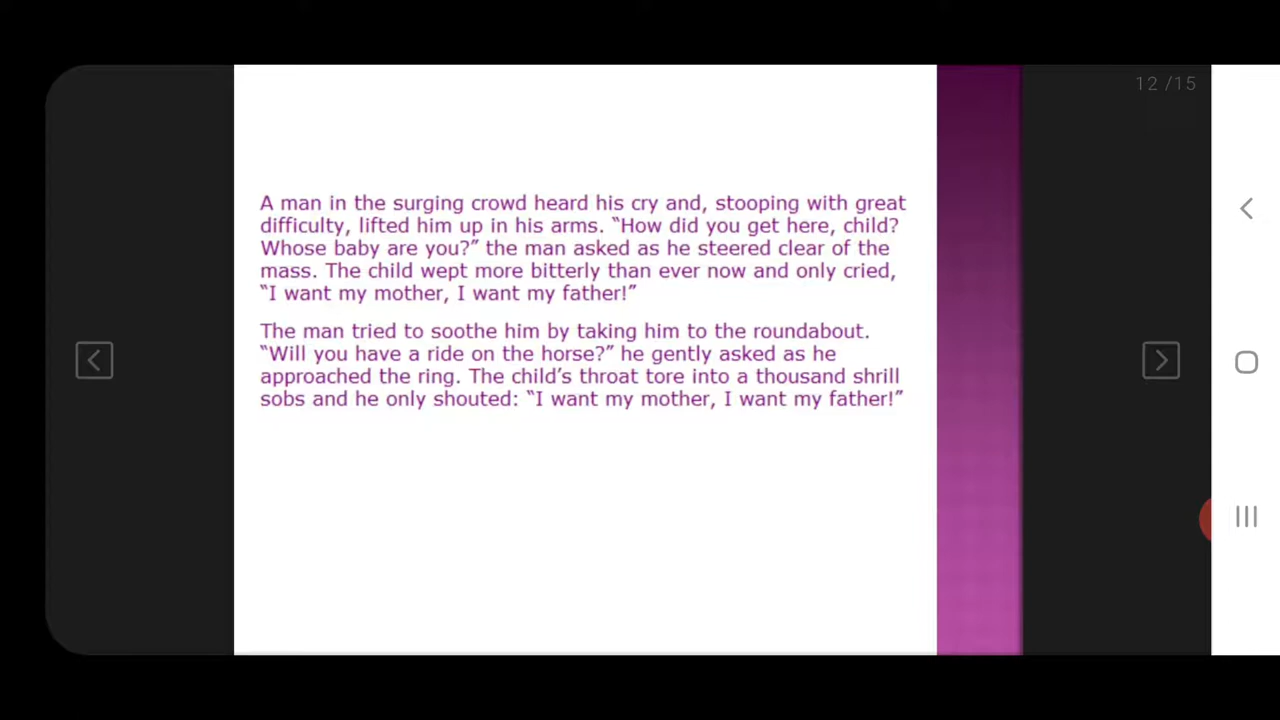 12 /15
A man in the surging crowd heard his cry and, stooping with great
difficulty, lifted him up in his arms. “How did you get here, child?
Whose baby are you?” the man asked as he steered clear of the
mass. The child wept more bitterly than ever now and only cried,
“I want my mother, I want my father!”
The man tried to soothe him by taking him to the roundabout.
“Will you have a ride on the horse?” he gently asked as he
approached the ring. The child’s throat tore into a thousand shrill
sobs and he only shouted: “I want my mother, I want my father!”